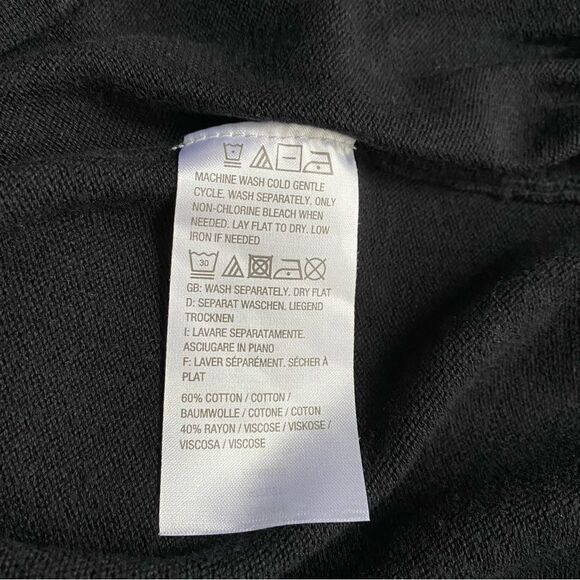 MACHINE WASH COLD GENTLE
CYCLE. WASH SEPARATELY. ONLY
NON-CHLORINE BLEACH WHEN
NEEDED. LAY FLAT TO DRY. LOW
IRON IF NEEDED
30
GB: WASH SEPARATELY. DRY FLAT
D: SEPARAT WASCHEN. LIEGEND
TROCKNEN
I: LAVARE SEPARATAMENTE.
ASCIUGARE IN PIANO
F: LAVER SÉPARÉMENT. SÉCHER À
PLAT
60% COTTON / COTTON /
BAUMWOLLE / COTONE / COTON
40% RAYON / VISCOSE / VISKOSE /
VISCOSA / VISCOSE